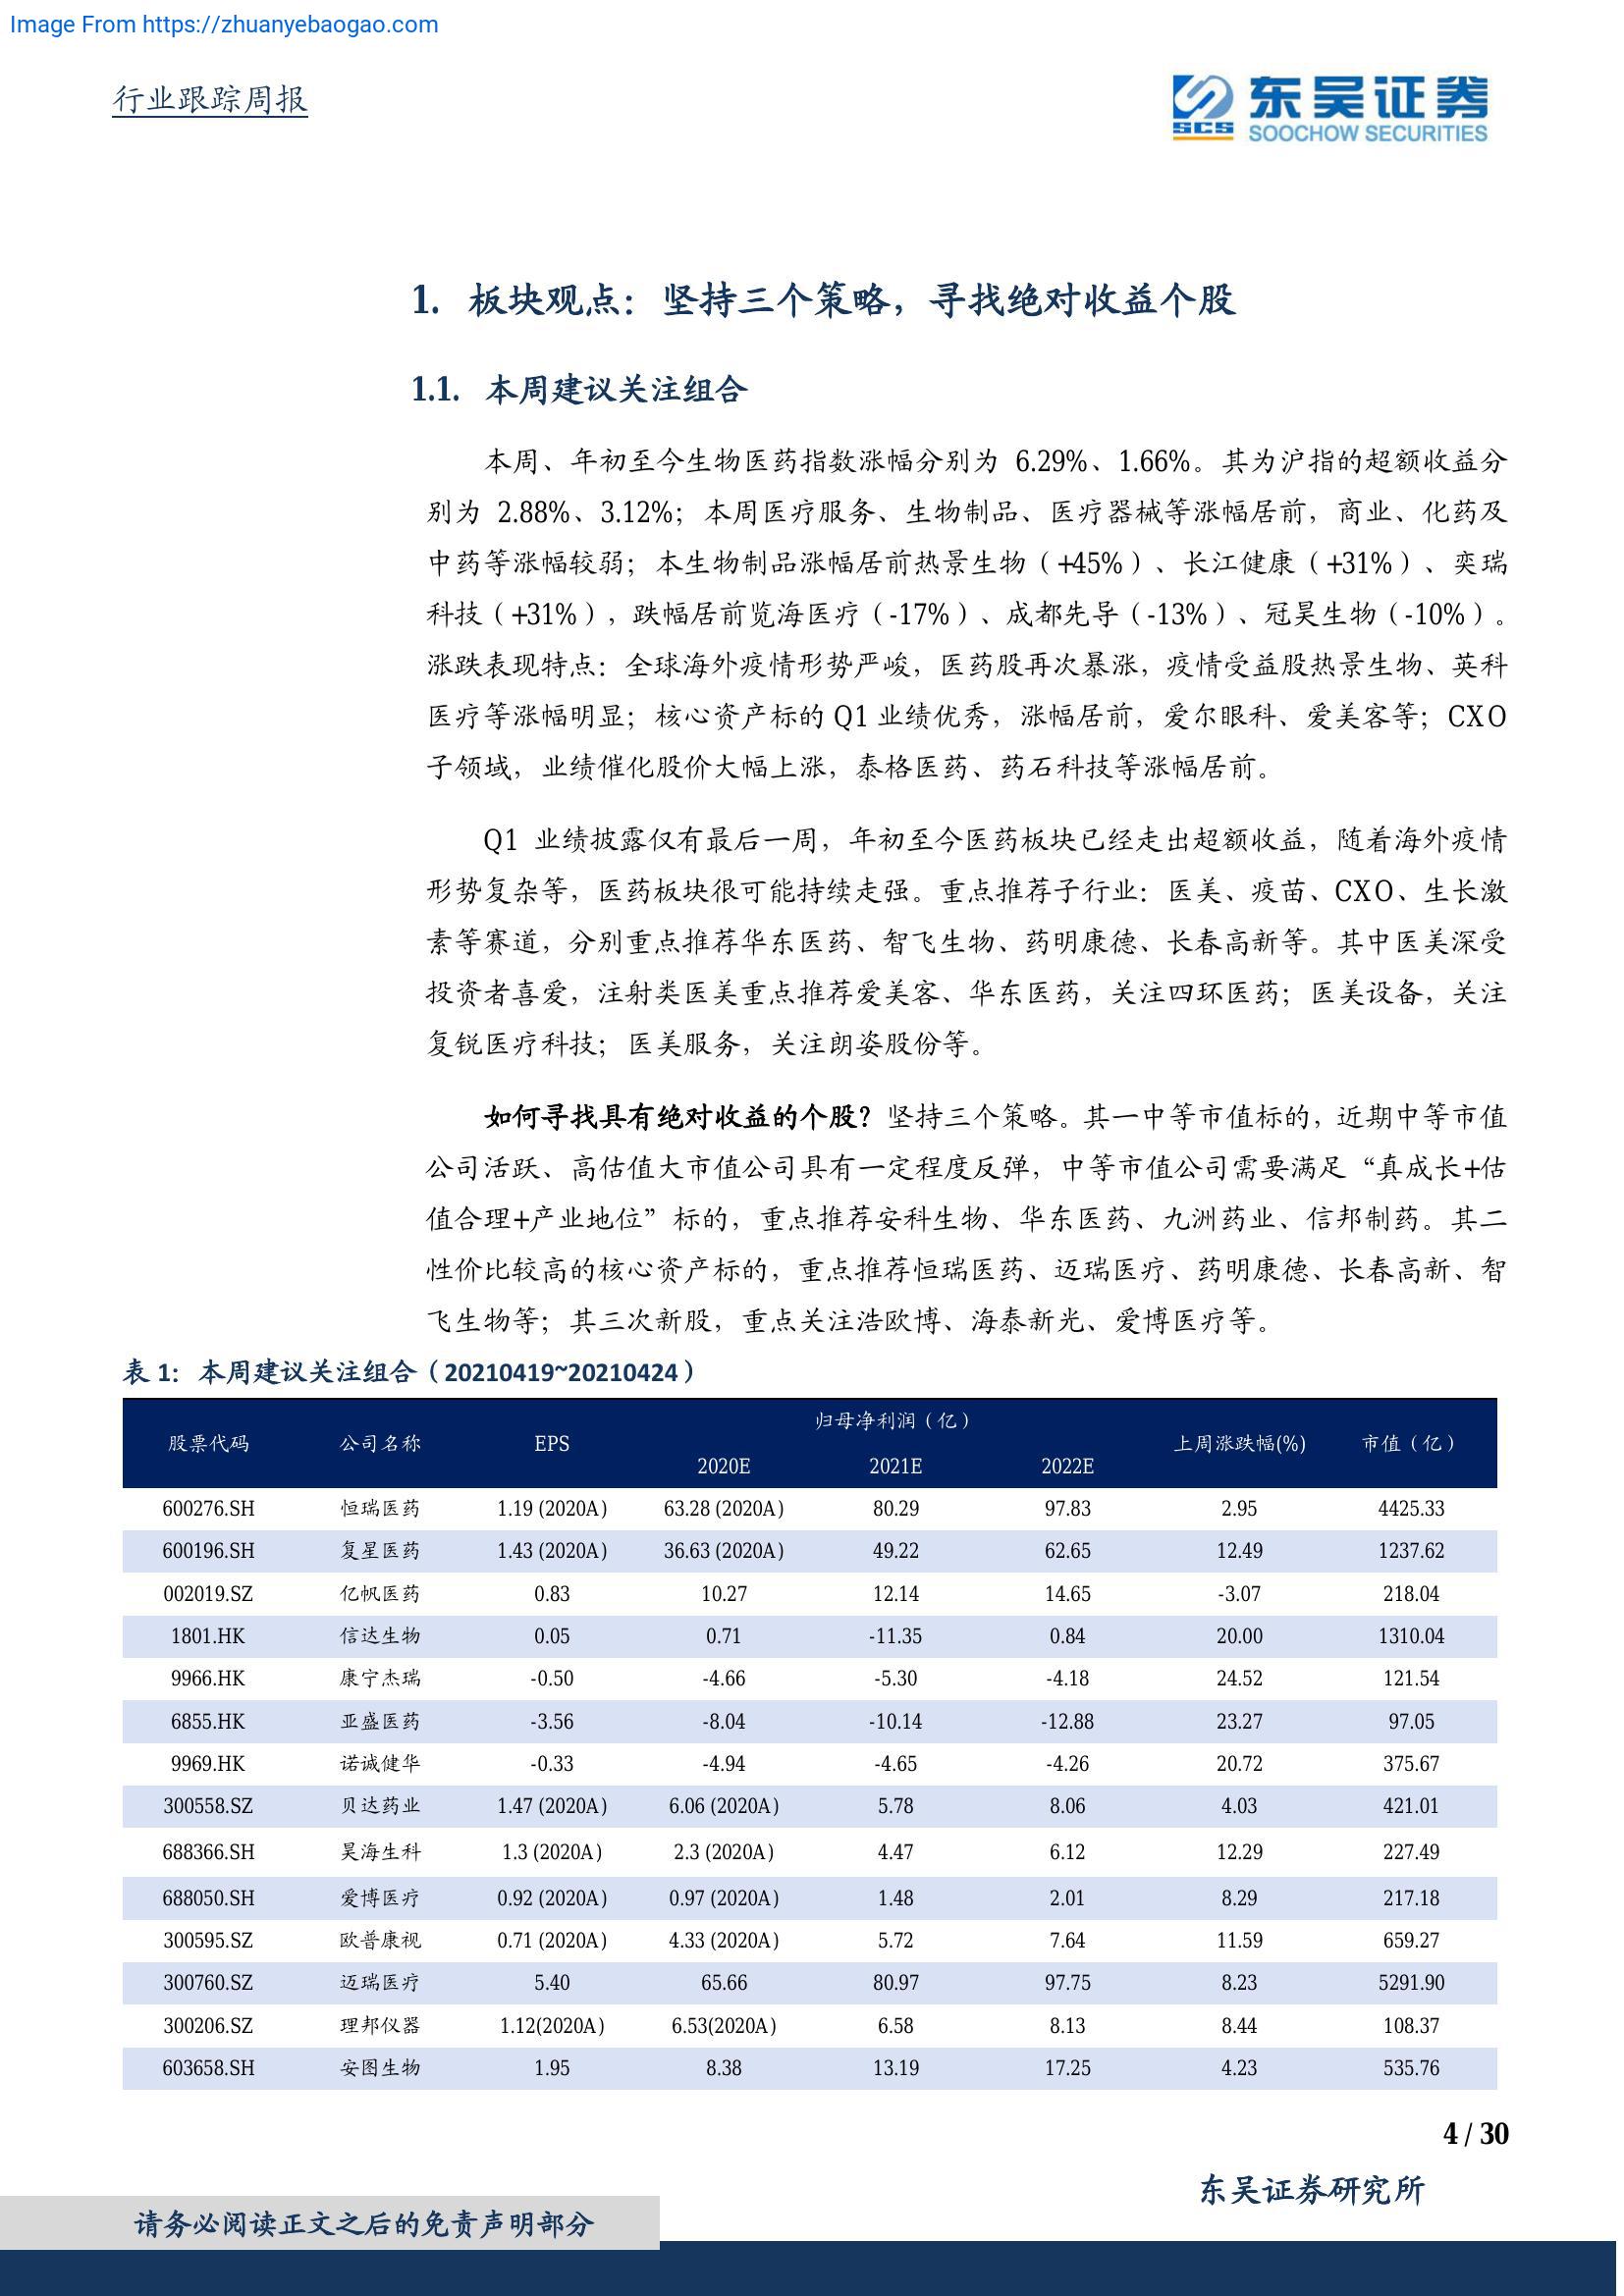 Image From https://zhuanyebaogao.com
行业跟踪周报
东吴证券
SCS
SOOCHOW SECURITIES
1. 板块观点：坚持三个策略，寻找绝对收益个股
1.1. 本周建议关注组合
本周、年初至今生物医药指数涨幅分别为 6.29%、1.66%。其为沪指的超额收益分
别为 2.88%、3.12%；本周医疗服务、生物制品、医疗器械等涨幅居前，商业、化药及
中药等涨幅较弱；本生物制品涨幅居前热景生物（+45%）、长江健康（+31%）、奕瑞
科技（+31%），跌幅居前览海医疗（-17%）、成都先导（-13%）、冠昊生物（-10%）。
涨跌表现特点：全球海外疫情形势严峻，医药股再次暴涨，疫情受益股热景生物、英科
医疗等涨幅明显；核心资产标的 Q1 业绩优秀，涨幅居前，爱尔眼科、爱美客等；CXO
子领域，业绩催化股价大幅上涨，泰格医药、药石科技等涨幅居前。
Q1 业绩披露仅有最后一周，年初至今医药板块已经走出超额收益，随着海外疫情
形势复杂等，医药板块很可能持续走强。重点推荐子行业：医美、疫苗、CXO、生长激
素等赛道，分别重点推荐华东医药、智飞生物、药明康德、长春高新等。其中医美深受
投资者喜爱，注射类医美重点推荐爱美客、华东医药，关注四环医药；医美设备，关注
复锐医疗科技；医美服务，关注朗姿股份等。
如何寻找具有绝对收益的个股？坚持三个策略。其一中等市值标的，近期中等市值
公司活跃、高估值大市值公司具有一定程度反弹，中等市值公司需要满足“真成长+估
值合理+产业地位”标的，重点推荐安科生物、华东医药、九洲药业、信邦制药。其二
性价比较高的核心资产标的，重点推荐恒瑞医药、迈瑞医疗、药明康德、长春高新、智
飞生物等；其三次新股，重点关注浩欧博、海泰新光、爱博医疗等。
表 1：本周建议关注组合（20210419~20210424）
股票代码 公司名称 EPS 归母净利润（亿） 上周涨跌幅(%) 市值（亿）
2020E 2021E 2022E
600276.SH 恒瑞医药 1.19 (2020A) 63.28 (2020A) 80.29 97.83 2.95 4425.33
600196.SH 复星医药 1.43 (2020A) 36.63 (2020A) 49.22 62.65 12.49 1237.62
002019.SZ 亿帆医药 0.83 10.27 12.14 14.65 -3.07 218.04
1801.HK 信达生物 0.05 0.71 -11.35 0.84 20.00 1310.04
9966.HK 康宁杰瑞 -0.50 -4.66 -5.30 -4.18 24.52 121.54
6855.HK 亚盛医药 -3.56 -8.04 -10.14 -12.88 23.27 97.05
9969.HK 诺诚健华 -0.33 -4.94 -4.65 -4.26 20.72 375.67
300558.SZ 贝达药业 1.47 (2020A) 6.06 (2020A) 5.78 8.06 4.03 421.01
688366.SH 昊海生科 1.3 (2020A) 2.3 (2020A) 4.47 6.12 12.29 227.49
688050.SH 爱博医疗 0.92 (2020A) 0.97 (2020A) 1.48 2.01 8.29 217.18
300595.SZ 欧普康视 0.71 (2020A) 4.33 (2020A) 5.72 7.64 11.59 659.27
300760.SZ 迈瑞医疗 5.40 65.66 80.97 97.75 8.23 5291.90
300206.SZ 理邦仪器 1.12(2020A) 6.53(2020A) 6.58 8.13 8.44 108.37
603658.SH 安图生物 1.95 8.38 13.19 17.25 4.23 535.76
4 / 30
东吴证券研究所
请务必阅读正文之后的免责声明部分